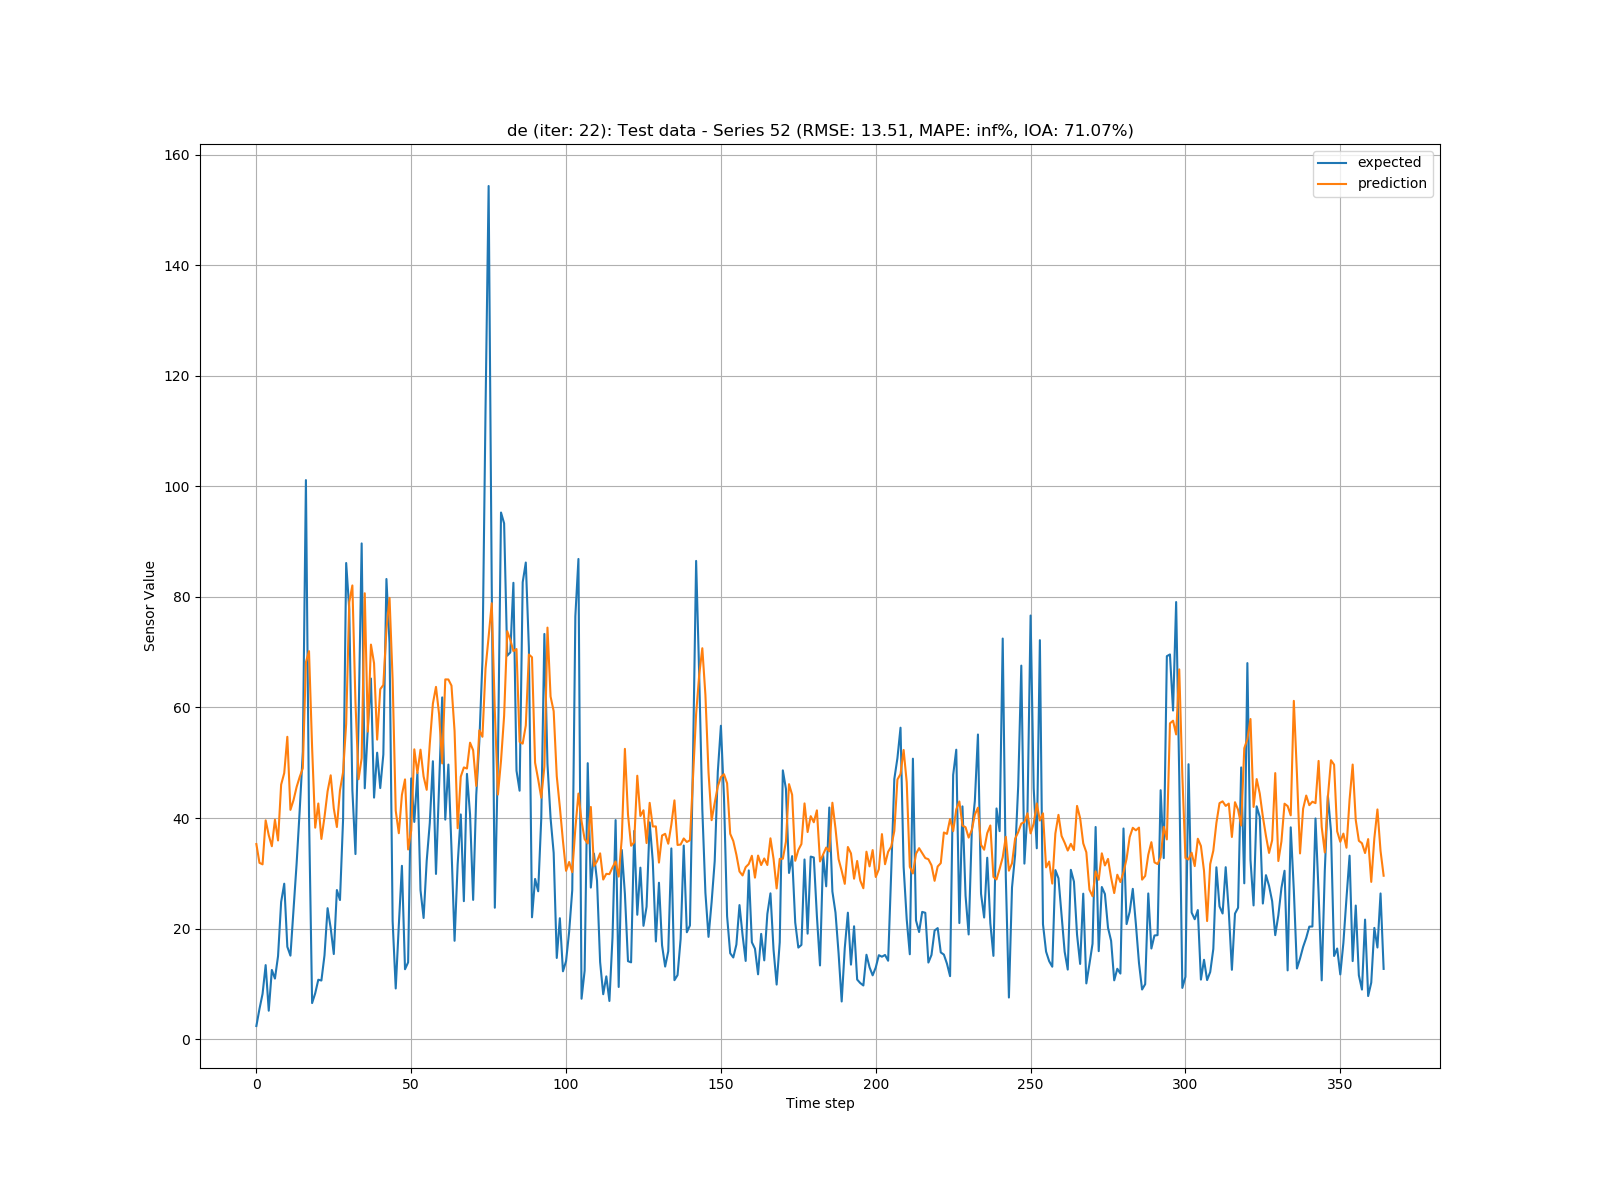 de (iter: 22): Test data - Series 52 (RMSE: 13.51, MAPE: inf%, IOA: 71.07%)
expected
prediction
160
140
120
100
80
60
40
20
0
Sensor Value
0 50 100 150 200 250 300 350
Time step